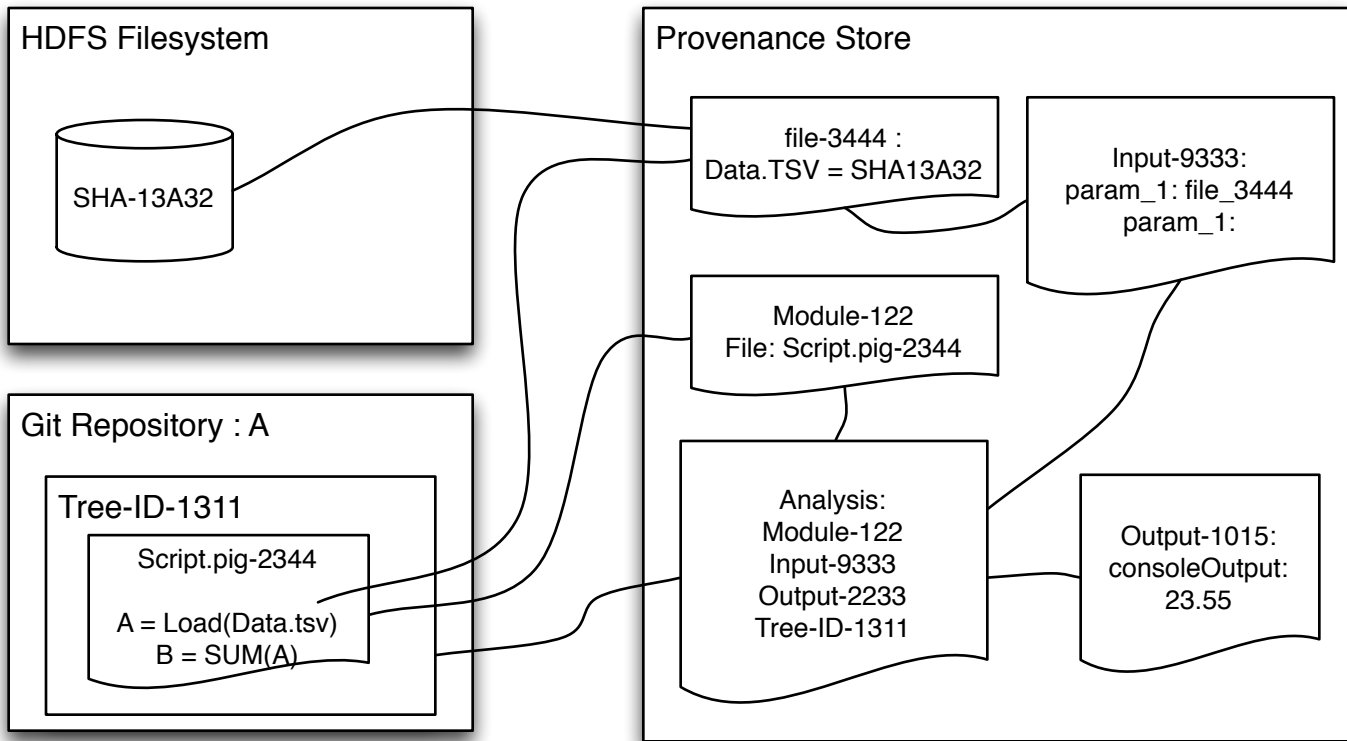 HDFS Filesystem
SHA-13A32
Git Repository : A
Tree-ID-1311
Script.pig-2344
A = Load(Data.tsv)
B = SUM(A)
Provenance Store
file-3444 :
Data.TSV = SHA13A32
Input-9333:
param_1: file_3444
param_1:
Module-122
File: Script.pig-2344
Analysis:
Module-122
Input-9333
Output-2233
Tree-ID-1311
Output-1015:
consoleOutput:
23.55